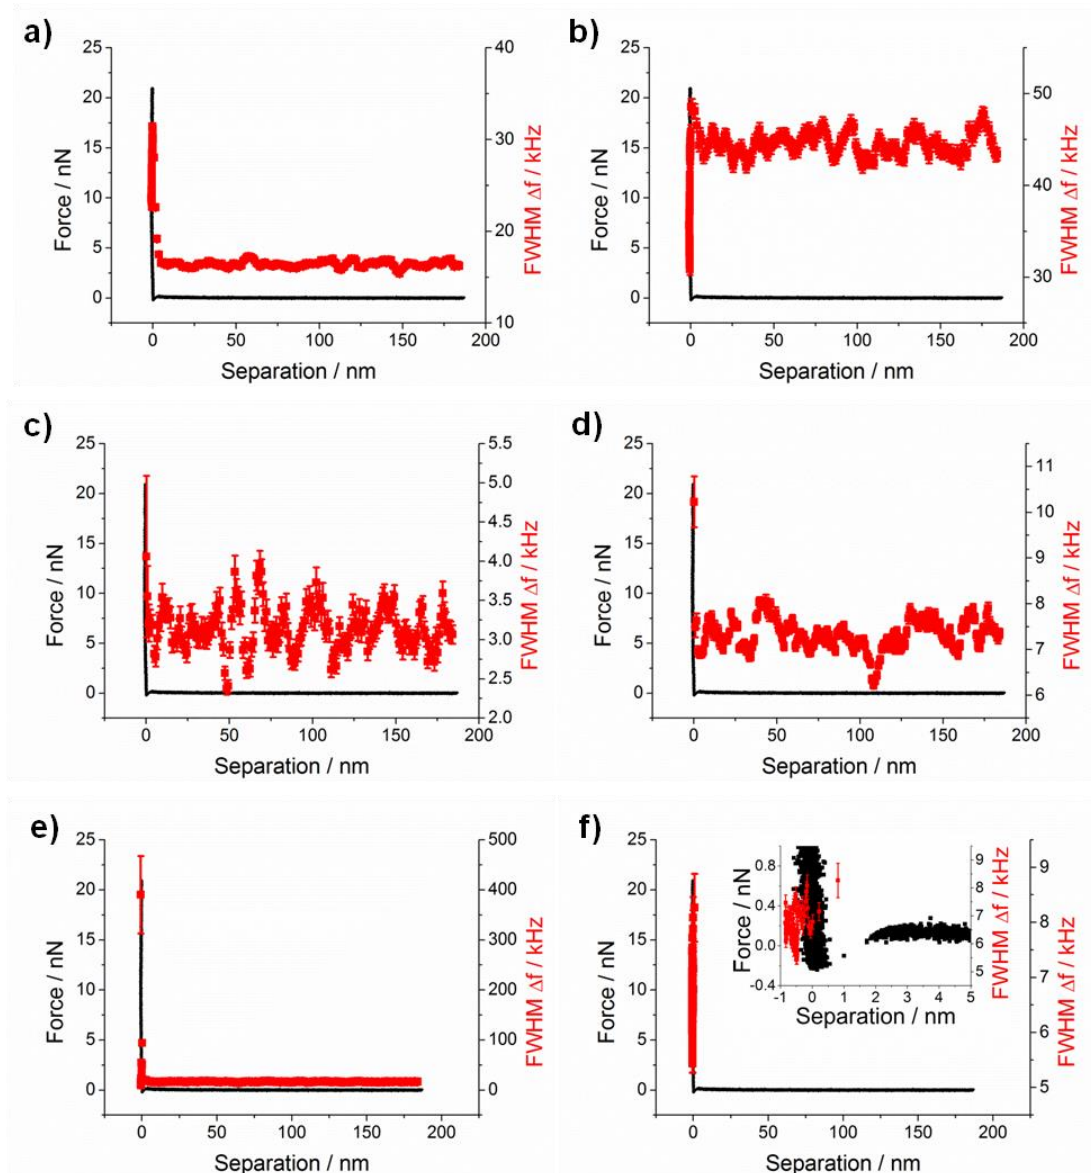 a)
25
20
15
10
5
0
Force / nN
40
30
20
10
FWHM Δf / kHz
0 50 100 150 200
Separation / nm
b)
25
20
15
10
5
0
Force / nN
50
40
30
FWHM Δf / kHz
0 50 100 150 200
Separation / nm
c)
25
20
15
10
5
0
Force / nN
5.5
5.0
4.5
4.0
3.5
3.0
2.5
2.0
FWHM Δf / kHz
0 50 100 150 200
Separation / nm
d)
25
20
15
10
5
0
Force / nN
11
10
9
8
7
6
FWHM Δf / kHz
0 50 100 150 200
Separation / nm
e)
25
20
15
10
5
0
Force / nN
500
400
300
200
100
0
FWHM Δf / kHz
0 50 100 150 200
Separation / nm
f)
25
20
15
10
5
0
Force / nN
0.8
0.4
0.0
-0.4
Force / nN
9
8
7
6
5
FWHM Δf / kHz
-1 0 1 2 3 4 5
Separation / nm
9
8
7
6
5
FWHM Δf / kHz
0 50 100 150 200
Separation / nm